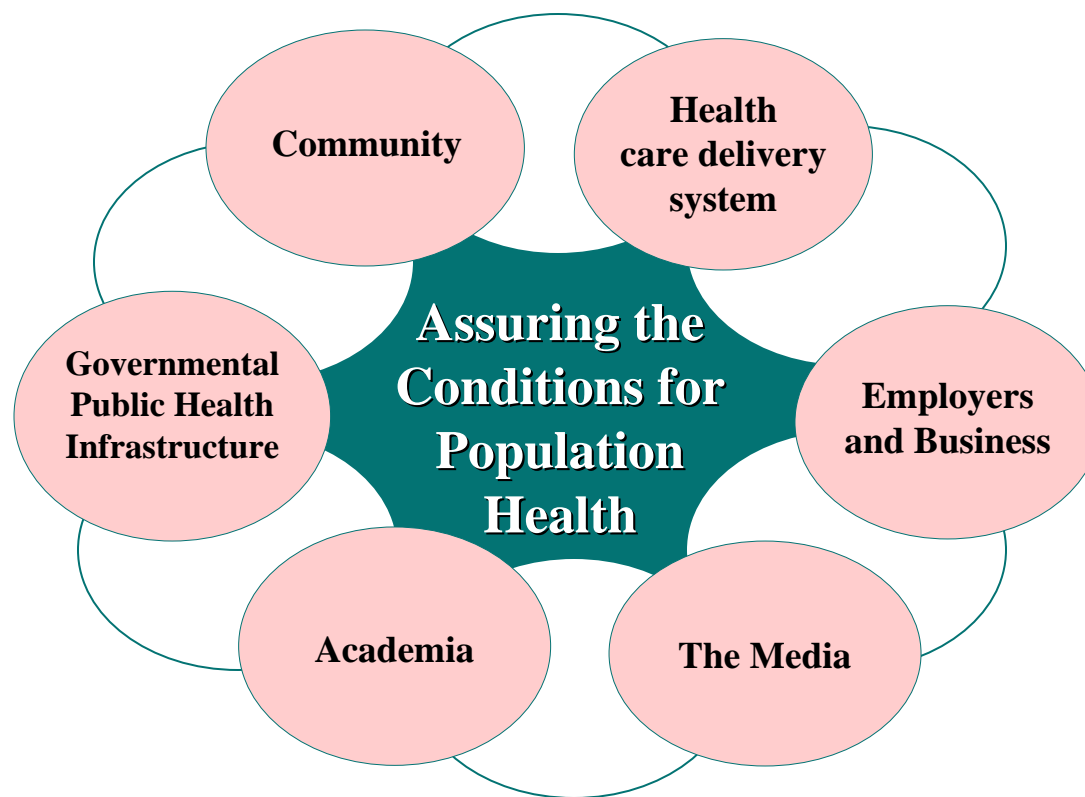 Community
Health
care delivery
system
Governmental
Public Health
Infrastructure
Assuring the
Conditions for
Population
Health
Employers
and Business
Academia
The Media